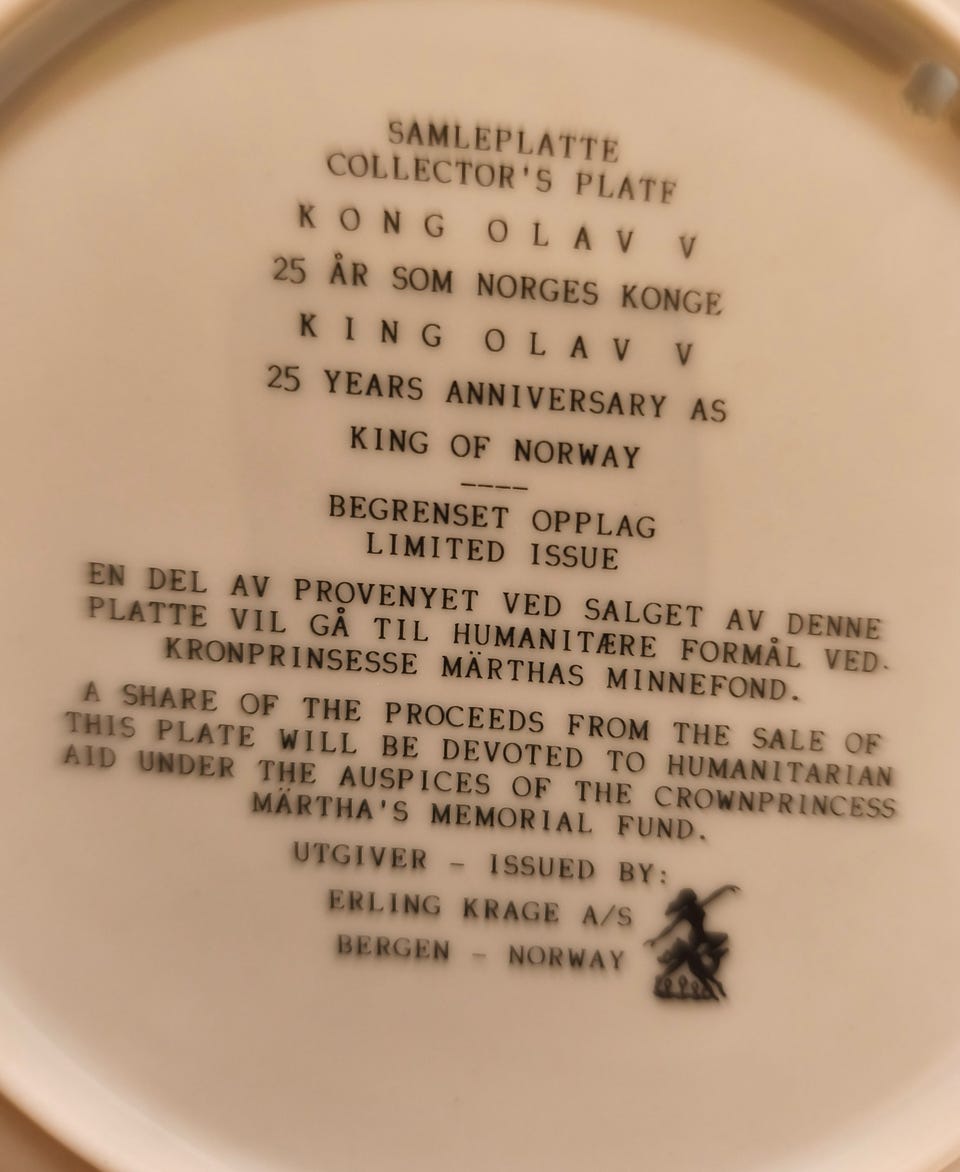 SAMLEPLATTE
COLLECTOR'S PLATE
KONG OLAV V
25 ÅR SOM NORGES KONGE
KING OLAV V
25 YEARS ANNIVERSARY AS
KING OF NORWAY
----
BEGRENSET OPPLAG
LIMITED ISSUE
EN DEL AV PROVENYET VED SALGET AV DENNE
PLATTE VIL GÅ TIL HUMANITÆRE FORMÅL VED.
KRONPRINSESSE MÄRTHAS MINNEFOND.
A SHARE OF THE PROCEEDS FROM THE SALE OF
THIS PLATE WILL BE DEVOTED TO HUMANITARIAN
AID UNDER THE AUSPICES OF THE CROWNPRINCESS
MÄRTHA'S MEMORIAL FUND.
UTGIVER - ISSUED BY:
ERLING KRAGE A/S
BERGEN - NORWAY